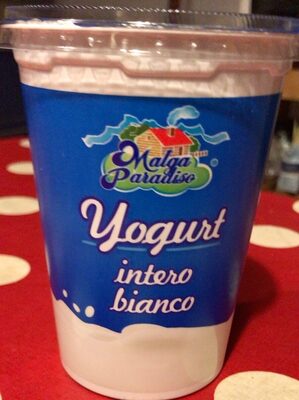 Malga
Paradiso
Yogurt
intero
bianco